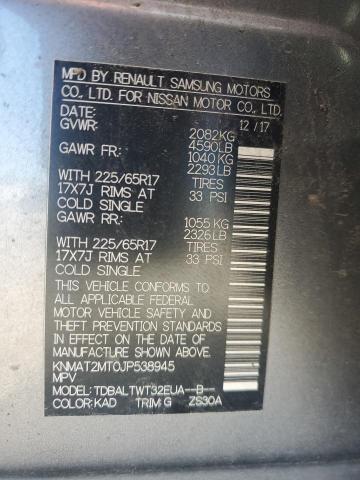 MFD BY RENAULT SAMSUNG MOTORS
CO., LTD. FOR NISSAN MOTOR CO., LTD.
DATE: 12 / 17
GVWR: 2082KG
4590LB
GAWR FR: 1040 KG
2293LB
WITH 225/65R17 TIRES
17X7J RIMS AT 33 PSI
COLD SINGLE
GAWR RR: 1055 KG
2326LB
WITH 225/65R17 TIRES
17X7J RIMS AT 33 PSI
COLD SINGLE
THIS VEHICLE CONFORMS TO
ALL APPLICABLE FEDERAL
MOTOR VEHICLE SAFETY AND
THEFT PREVENTION STANDARDS
IN EFFECT ON THE DATE OF
MANUFACTURE SHOWN ABOVE.
KNMAT2MT0JP538945
MPV
MODEL: TDBALTWT32EUA--B--
COLOR: KAD TRIM: G ZS30A